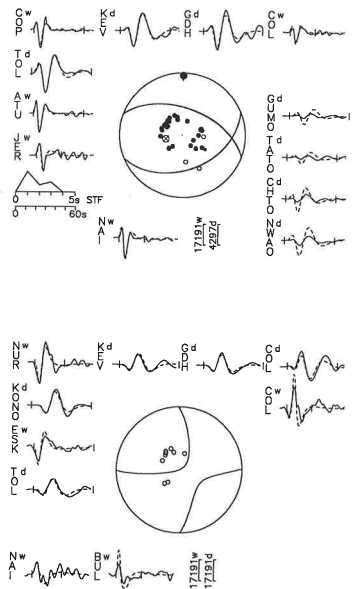 COP w
KEV d
GDH d
COL w
TOL d
ATU w
JER w
GUMO d
TATO d
CHTO d
NWAO d
5s STF
0
60s
NAI w
17191w
4297d
NUR w
KEV d
GDH d
COL d
KONO d
COL w
ESK w
TOL d
NAI w
BUL w
17191w
17191d